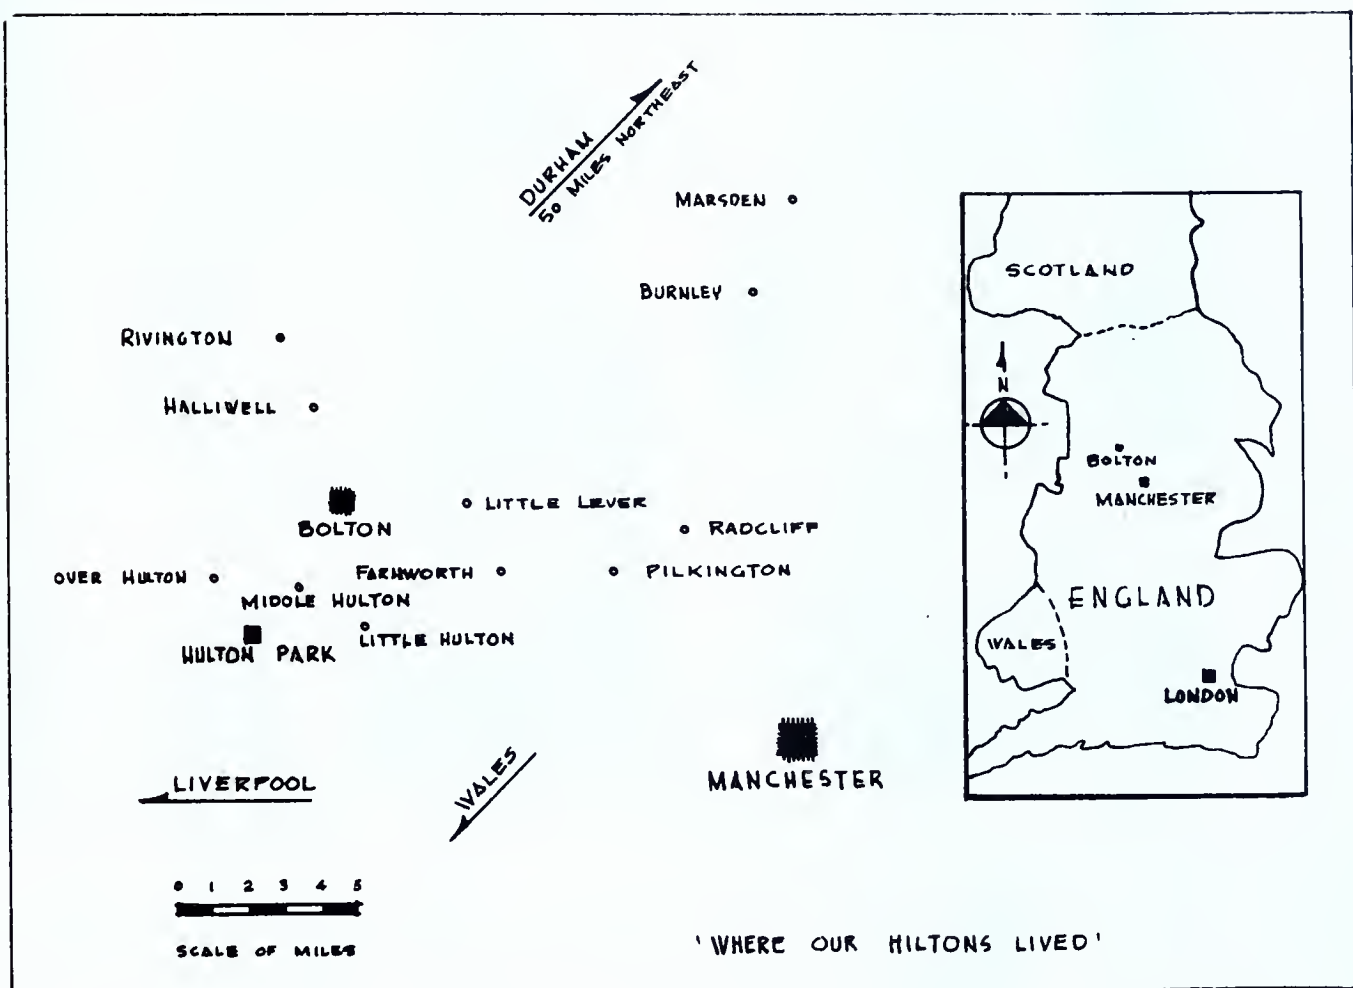 DURHAM
50 MILES NORTHEAST
MARSDEN
BURNLEY
RIVINGTON
HALLIWELL
BOLTON
LITTLE LEVER
RADCLIFF
OVER HULTON
FARNWORTH
PILKINGTON
MIDDLE HULTON
LITTLE HULTON
HULTON PARK
MANCHESTER
LIVERPOOL
WALES
0 1 2 3 4 5
SCALE OF MILES
'WHERE OUR HILTONS LIVED'
SCOTLAND
N
BOLTON
MANCHESTER
ENGLAND
WALES
LONDON